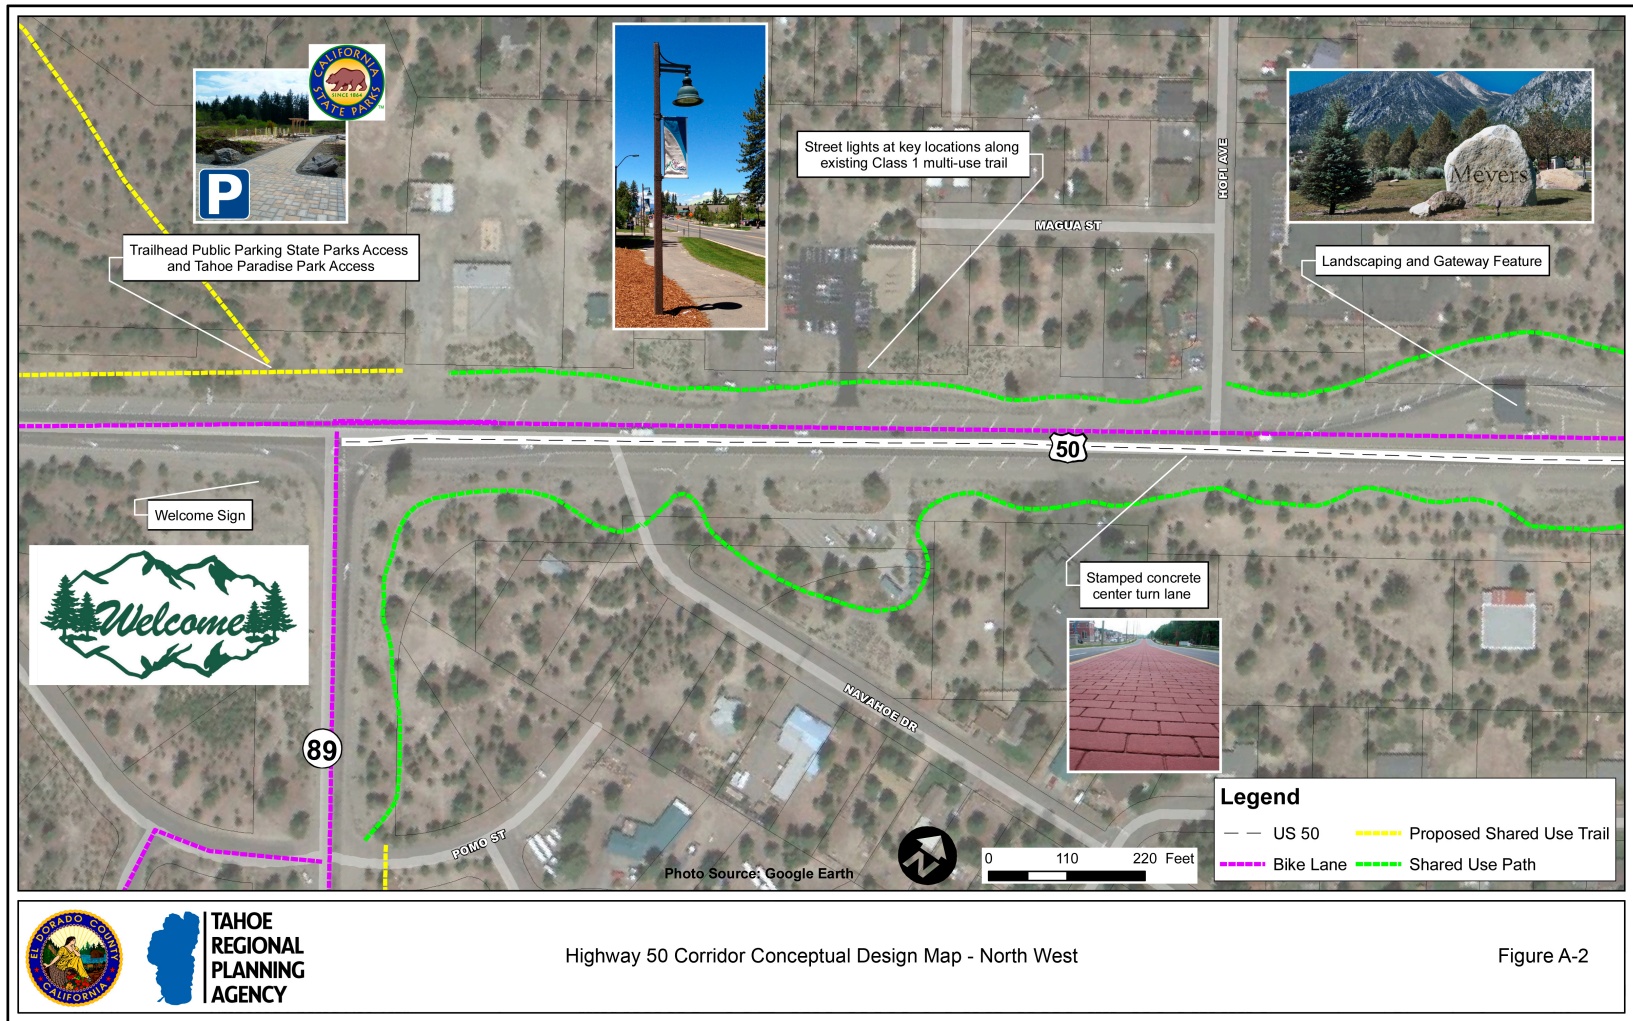 CALIFORNIA
STATE PARKS
SINCE 1864
TM
P
Trailhead Public Parking State Parks Access
and Tahoe Paradise Park Access
Street lights at key locations along
existing Class 1 multi-use trail
HOPI AVE
MAGUA ST
Meyers
Landscaping and Gateway Feature
50
Welcome Sign
Welcome
Stamped concrete
center turn lane
NAVAHOE DR
89
POMO ST
Photo Source: Google Earth
N
0 110 220 Feet
Legend
US 50
Proposed Shared Use Trail
Bike Lane
Shared Use Path
EL DORADO COUNTY
CALIFORNIA
TAHOE
REGIONAL
PLANNING
AGENCY
Highway 50 Corridor Conceptual Design Map - North West
Figure A-2